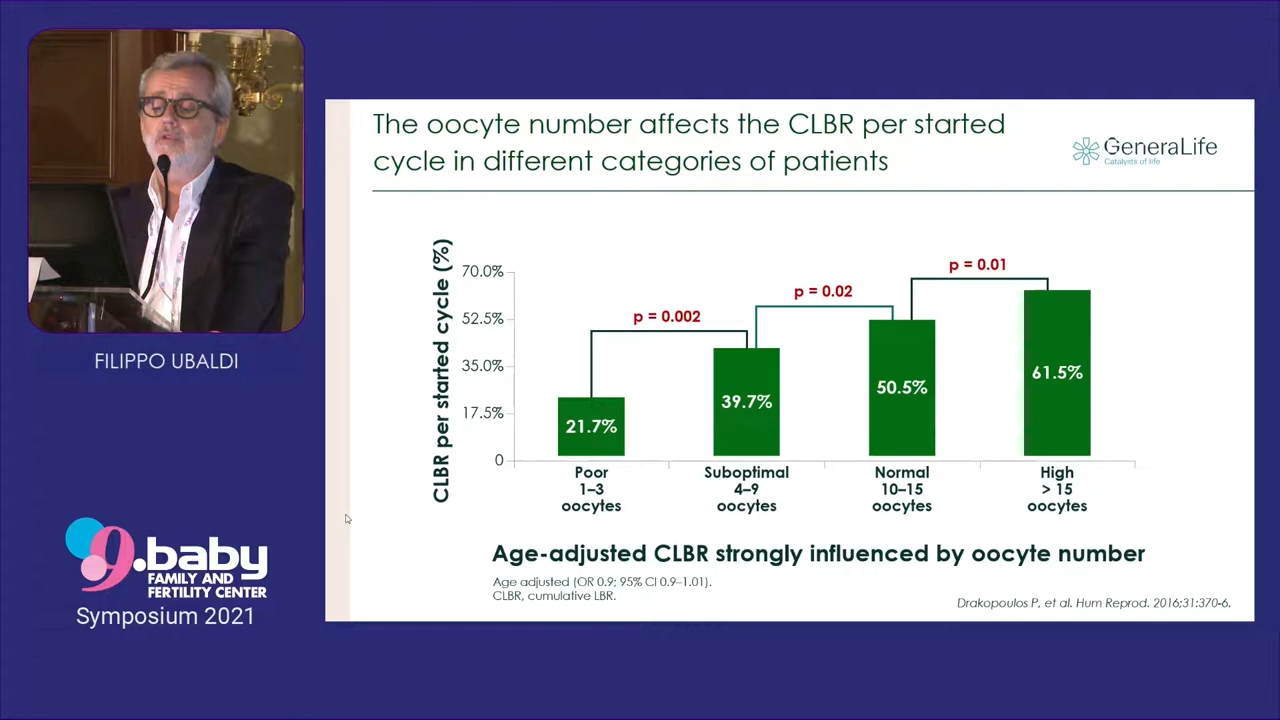 The oocyte number affects the CLBR per started
cycle in different categories of patients
GeneraLife
Catalysts of life
CLBR per started cycle (%)
70.0%
52.5%
35.0%
17.5%
0
p = 0.002
p = 0.02
p = 0.01
21.7%
39.7%
50.5%
61.5%
Poor
1–3
oocytes
Suboptimal
4–9
oocytes
Normal
10–15
oocytes
High
> 15
oocytes
Age-adjusted CLBR strongly influenced by oocyte number
Age adjusted (OR 0.9; 95% CI 0.9–1.01).
CLBR, cumulative LBR.
Drakopoulos P, et al. Hum Reprod. 2016;31:370-6.
FILIPPO UBALDI
9.baby
FAMILY AND
FERTILITY CENTER
Symposium 2021